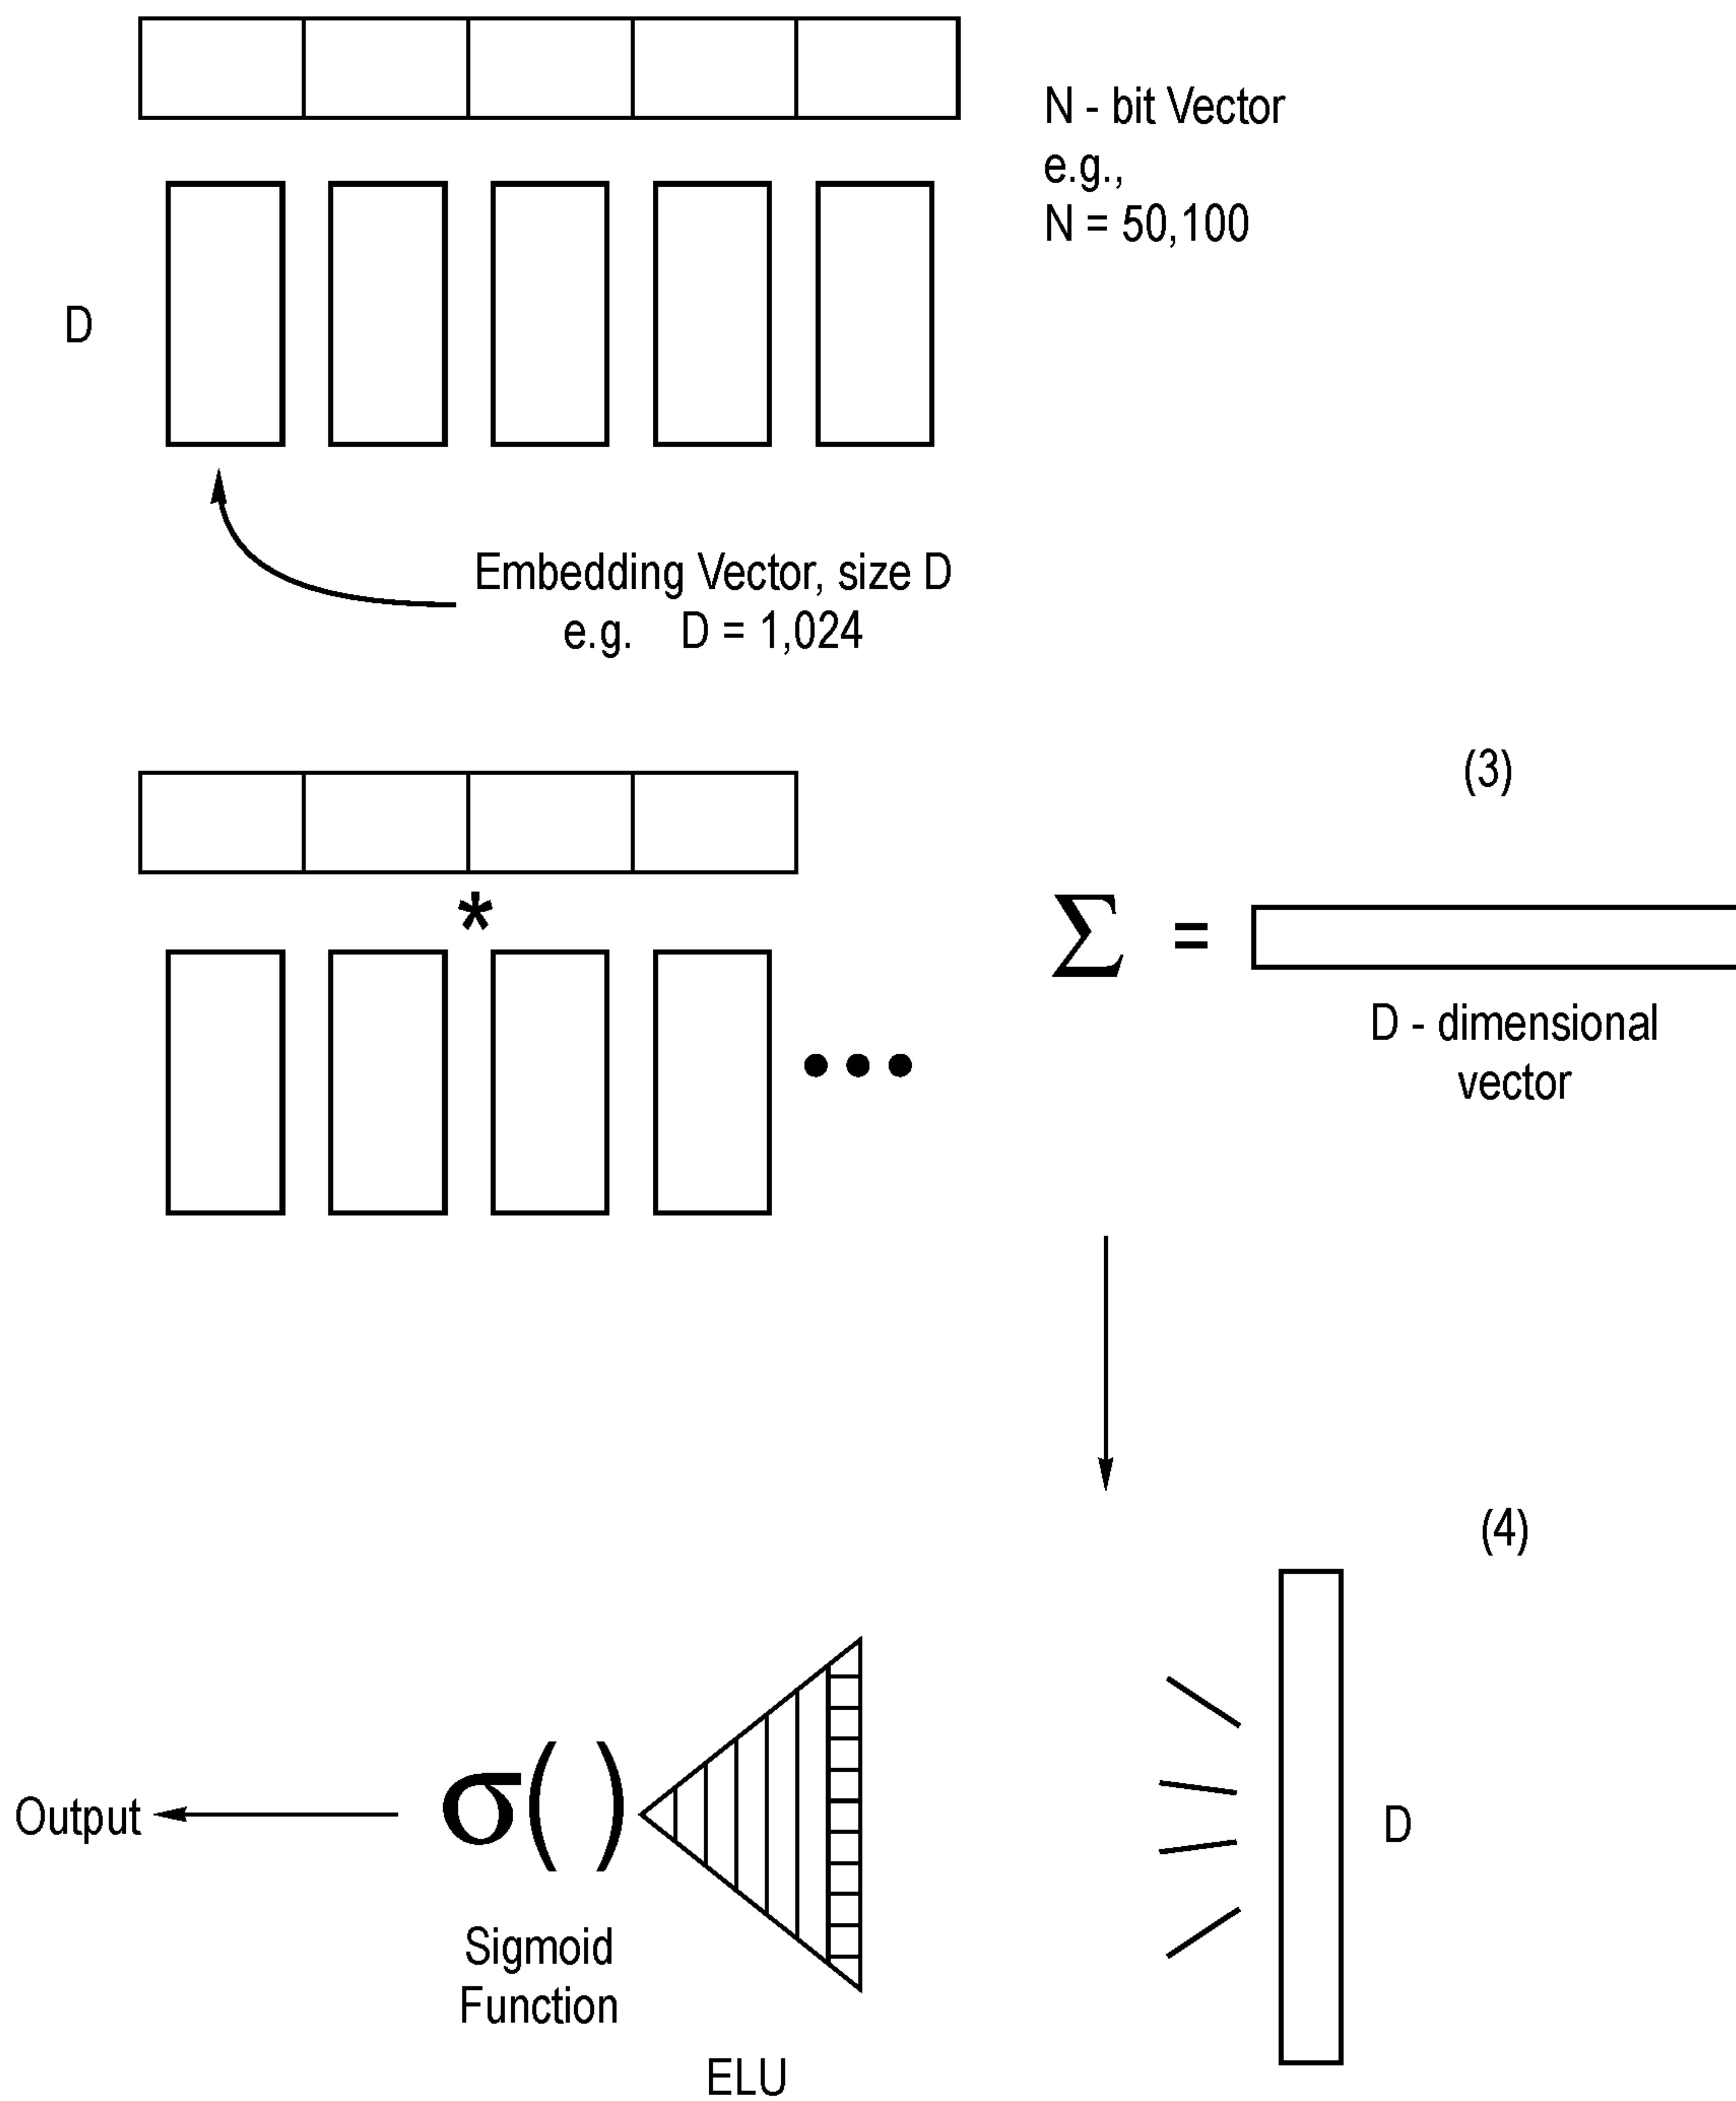 N - bit Vector
e.g.,
N = 50,100
D
Embedding Vector, size D
e.g. D = 1,024
(3)
*
Σ =
D - dimensional
vector
(4)
σ( )
Output
D
Sigmoid
Function
ELU